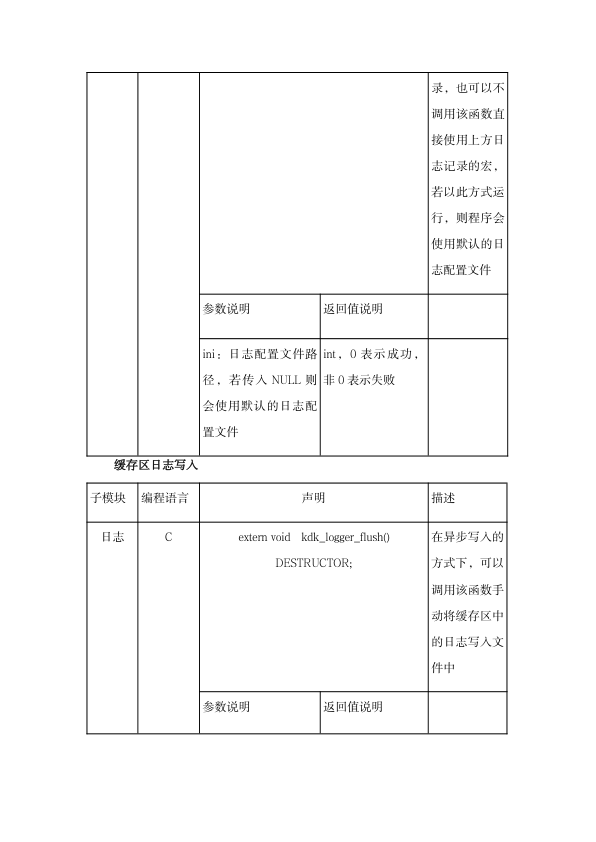 录，也可以不
调用该函数直
接使用上方日
志记录的宏，
若以此方式运
行，则程序会
使用默认的日
志配置文件
参数说明 返回值说明
ini：日志配置文件路 int，0 表示成功，
径，若传入 NULL 则 非 0 表示失败
会使用默认的日志配
置文件
缓存区日志写入
子模块 编程语言 声明 描述
日志 C extern void kdk_logger_flush() 在异步写入的
DESTRUCTOR; 方式下，可以
调用该函数手
动将缓存区中
的日志写入文
件中
参数说明 返回值说明